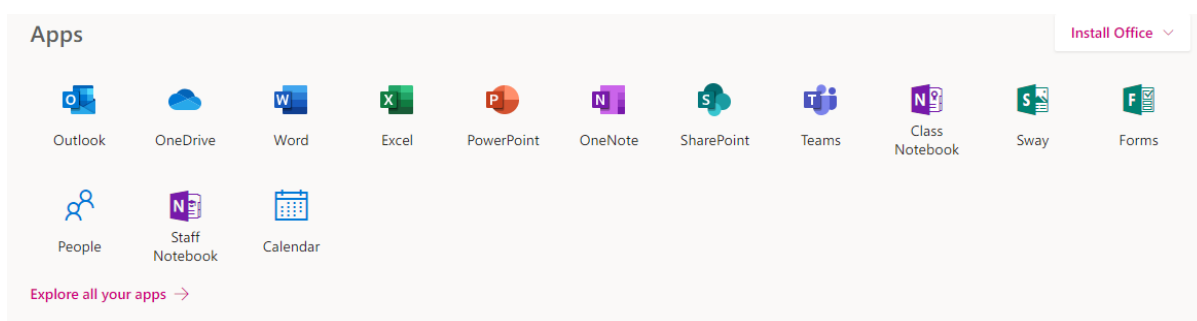 Apps
Install Office
Outlook
OneDrive
Word
Excel
PowerPoint
OneNote
SharePoint
Teams
Class
Notebook
Sway
Forms
People
Staff
Notebook
Calendar
Explore all your apps →